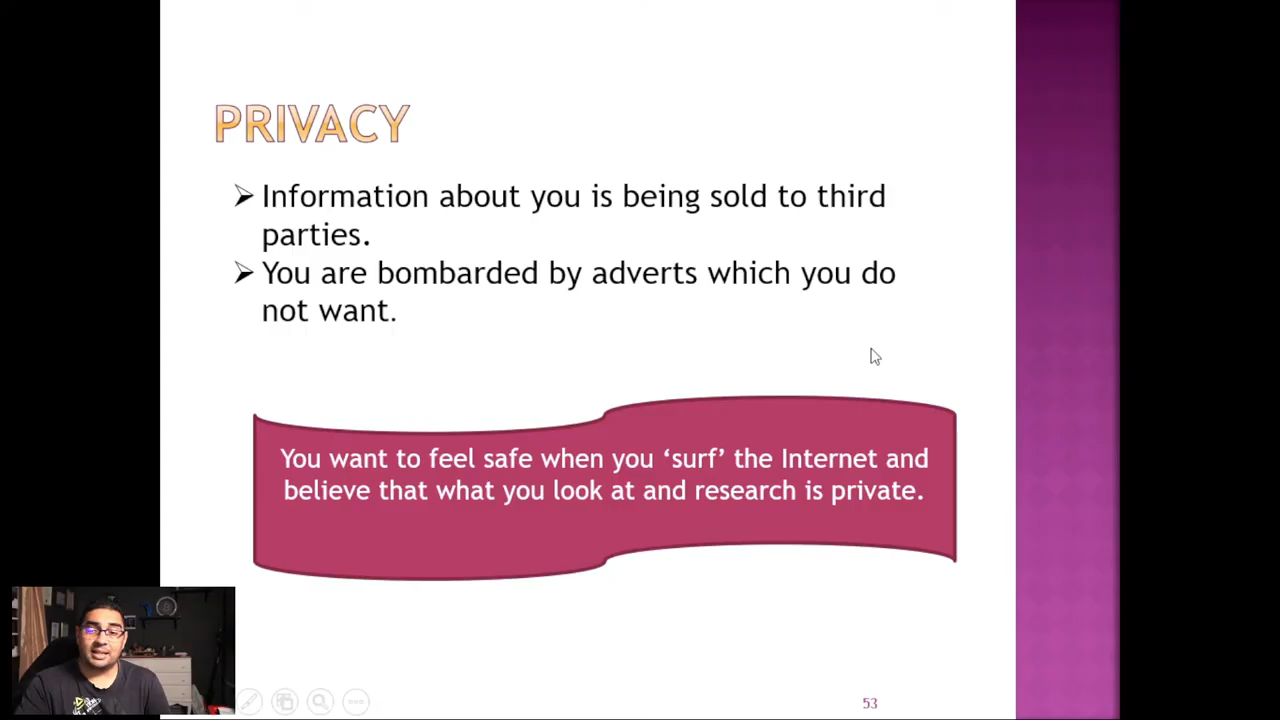 PRIVACY
➢ Information about you is being sold to third
parties.
➢ You are bombarded by adverts which you do
not want.
You want to feel safe when you ‘surf’ the Internet and
believe that what you look at and research is private.
53